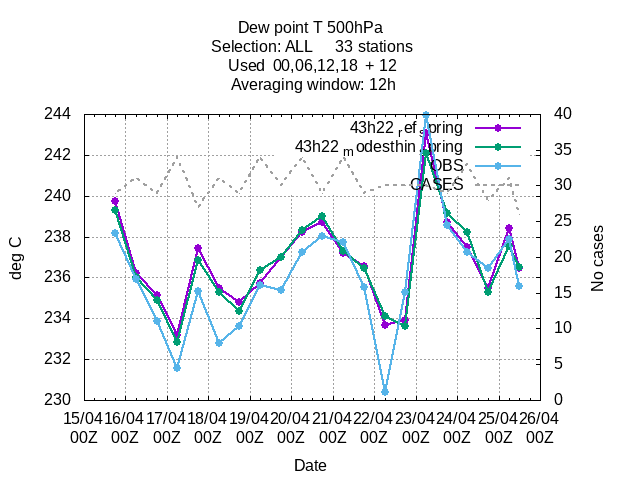 Dew point T 500hPa
Selection: ALL 33 stations
Used 00,06,12,18 + 12
Averaging window: 12h
43h22 ref spring
43h22 modesthin spring
OBS
CASES
deg C
244
242
240
238
236
234
232
230
40
35
30
25
20
15
10
5
0
No cases
15/04 16/04 17/04 18/04 19/04 20/04 21/04 22/04 23/04 24/04 25/04 26/04
00Z 00Z 00Z 00Z 00Z 00Z 00Z 00Z 00Z 00Z 00Z 00Z
Date